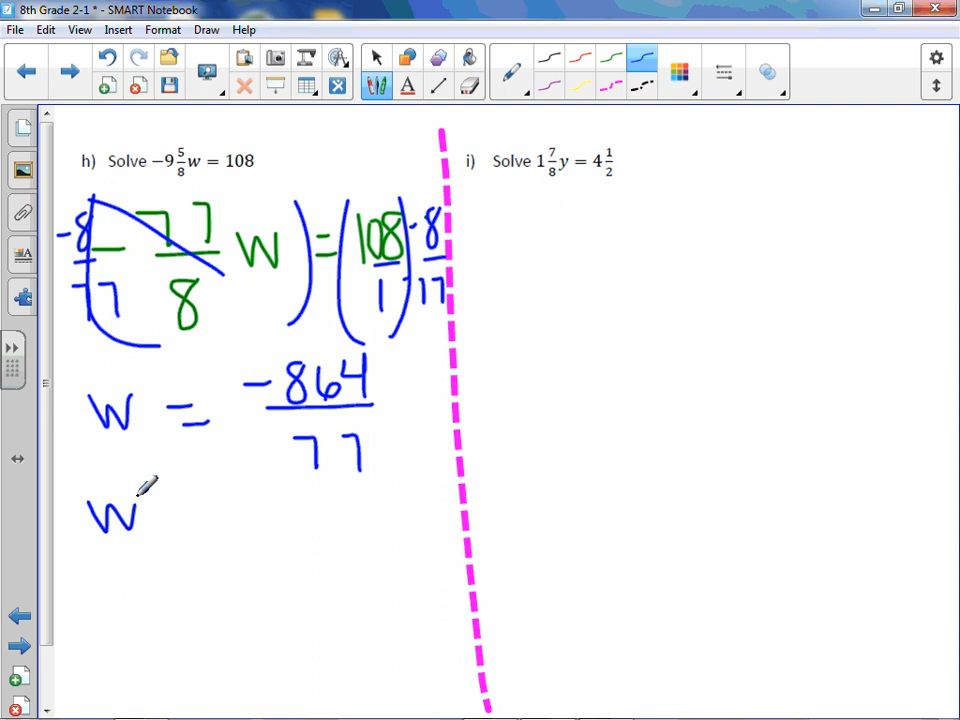 8th Grade 2-1 * - SMART Notebook
File Edit View Insert Format Draw Help
h) Solve −9 5/8 w = 108
i) Solve 1 7/8 y = 4 1/2
-8/-7 ( - 77/8 W ) = ( 108/1 ) -8/77
W = -864/77
W